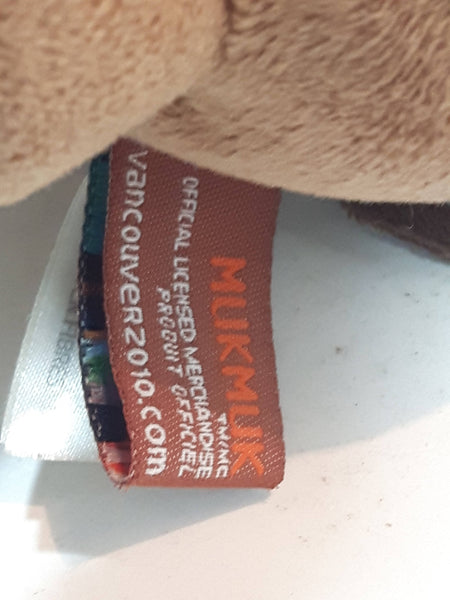 MUKMUK
TM/MC
OFFICIAL LICENSED MERCHANDISE
PRODUIT OFFICIEL
vancouver2010.com